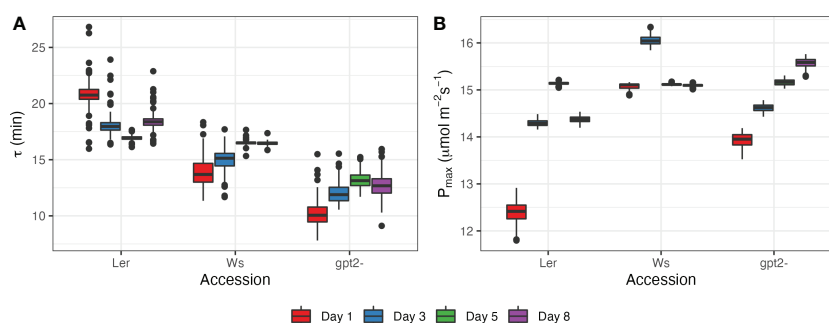 A
B
τ (min)
25
20
15
10
Ler
Ws
gpt2-
Accession
Pmax (μmol m−2s−1)
16
15
14
13
12
Ler
Ws
gpt2-
Accession
Day 1 Day 3 Day 5 Day 8